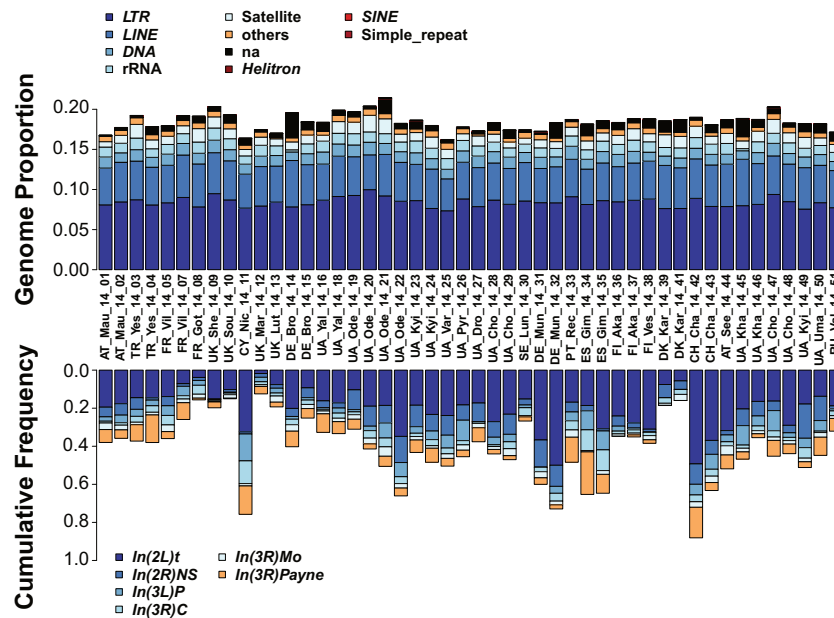 LTR
LINE
DNA
rRNA
Satellite
others
na
Helitron
SINE
Simple_repeat
Genome Proportion
0.20
0.15
0.10
0.05
0.00
AT_Mau_14_01
AT_Mau_14_02
TR_Yes_14_03
TR_Yes_14_04
FR_Vil_14_05
FR_Vil_14_07
FR_Got_14_08
UK_She_14_09
UK_Sou_14_10
CY_Nic_14_11
UK_Mar_14_12
UK_Lut_14_13
DE_Bro_14_14
DE_Bro_14_15
UA_Yal_14_16
UA_Yal_14_18
UA_Ode_14_19
UA_Ode_14_20
UA_Ode_14_21
UA_Ode_14_22
UA_Kyi_14_23
UA_Kyi_14_24
UA_Var_14_25
UA_Pyr_14_26
UA_Dro_14_27
UA_Cho_14_28
UA_Cho_14_29
SE_Lun_14_30
DE_Mun_14_31
DE_Mun_14_32
PT_Rec_14_33
ES_Gim_14_34
ES_Gim_14_35
FI_Aka_14_36
FI_Aka_14_37
FI_Ves_14_38
DK_Kar_14_39
DK_Kar_14_41
CH_Cha_14_42
CH_Cha_14_43
AT_See_14_44
UA_Kha_14_45
UA_Kha_14_46
UA_Cho_14_47
UA_Cho_14_48
UA_Kyi_14_49
UA_Uma_14_50
Cumulative Frequency
0.0
0.2
0.4
0.6
0.8
1.0
In(2L)t
In(2R)NS
In(3L)P
In(3R)C
In(3R)Mo
In(3R)Payne